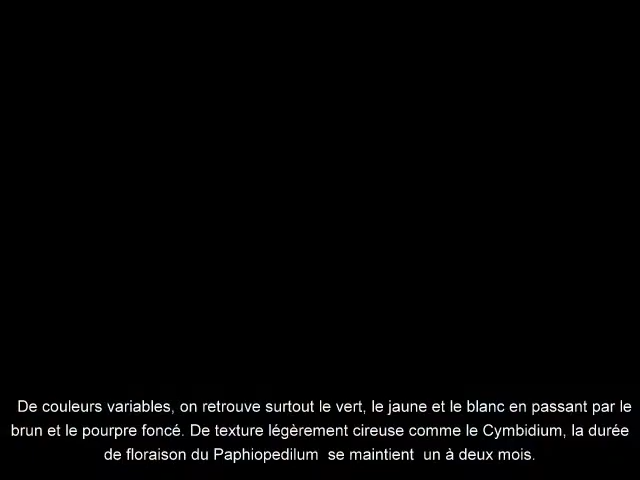 De couleurs variables, on retrouve surtout le vert, le jaune et le blanc en passant par le
brun et le pourpre foncé. De texture légèrement cireuse comme le Cymbidium, la durée
de floraison du Paphiopedilum  se maintient  un à deux mois.